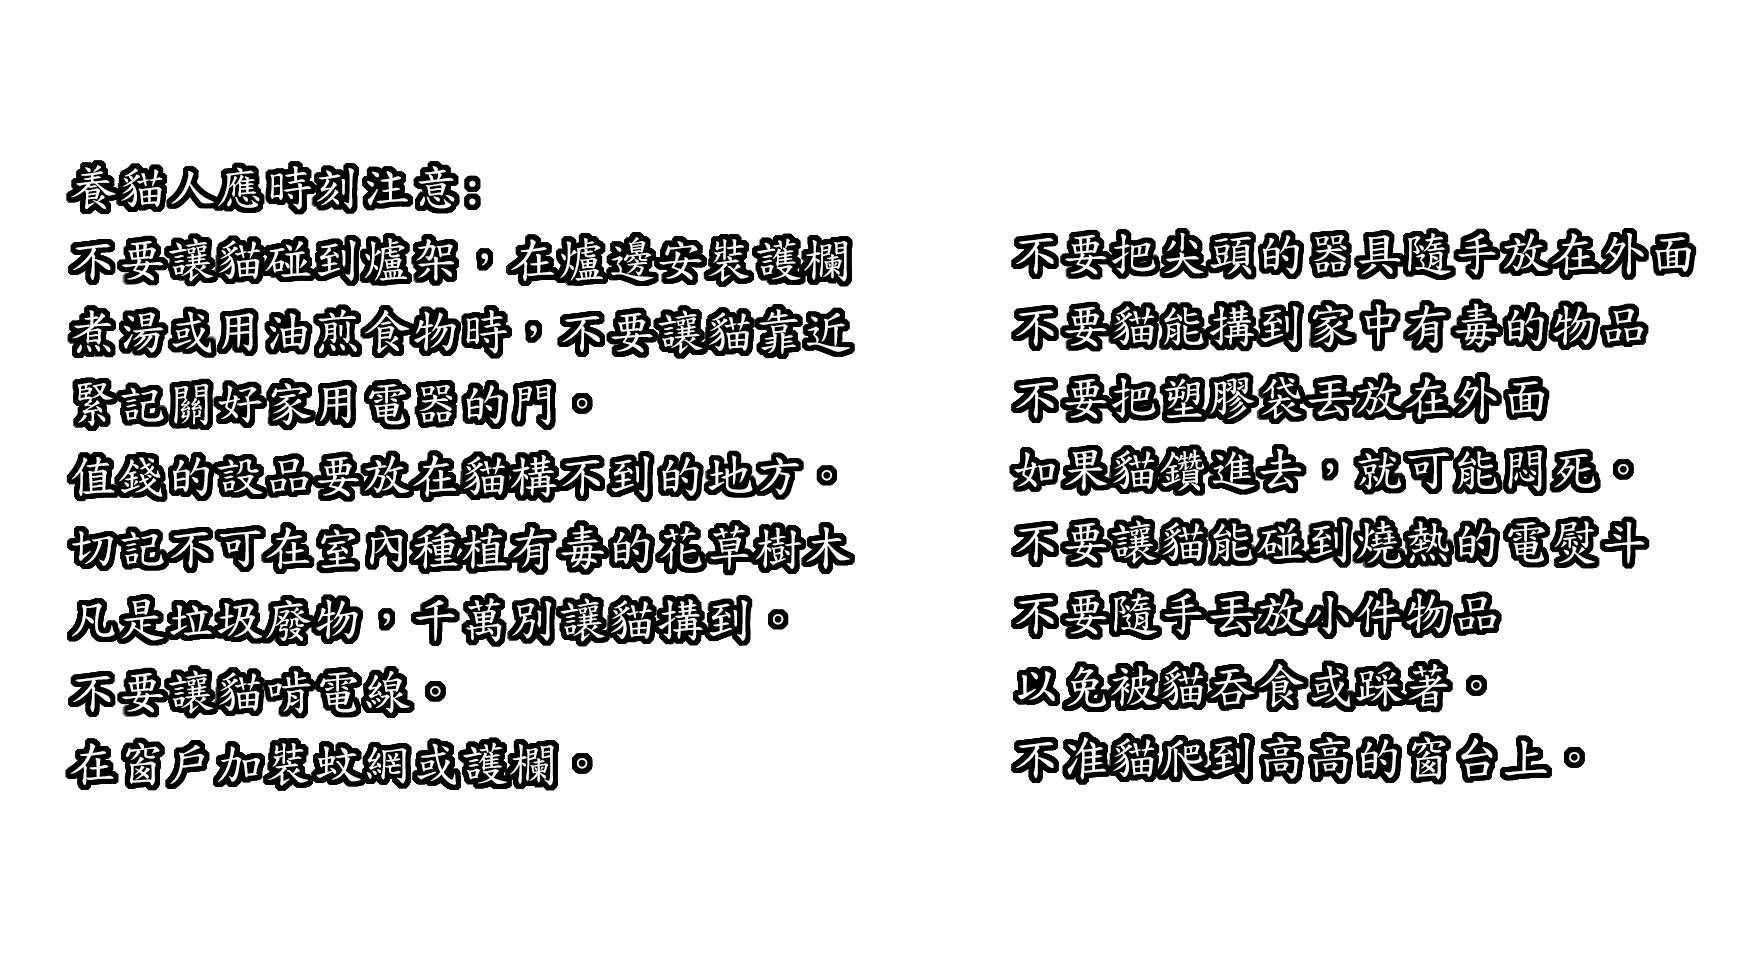 養貓人應時刻注意:
不要讓貓碰到爐架，在爐邊安裝護欄
煮湯或用油煎食物時，不要讓貓靠近
緊記關好家用電器的門。
值錢的設品要放在貓構不到的地方。
切記不可在室內種植有毒的花草樹木
凡是垃圾廢物，千萬別讓貓搆到。
不要讓貓啃電線。
在窗戶加裝蚊網或護欄。
不要把尖頭的器具隨手放在外面
不要貓能搆到家中有毒的物品
不要把塑膠袋丟放在外面
如果貓鑽進去，就可能悶死。
不要讓貓能碰到燒熱的電熨斗
不要隨手丟放小件物品
以免被貓吞食或踩著。
不准貓爬到高高的窗台上。